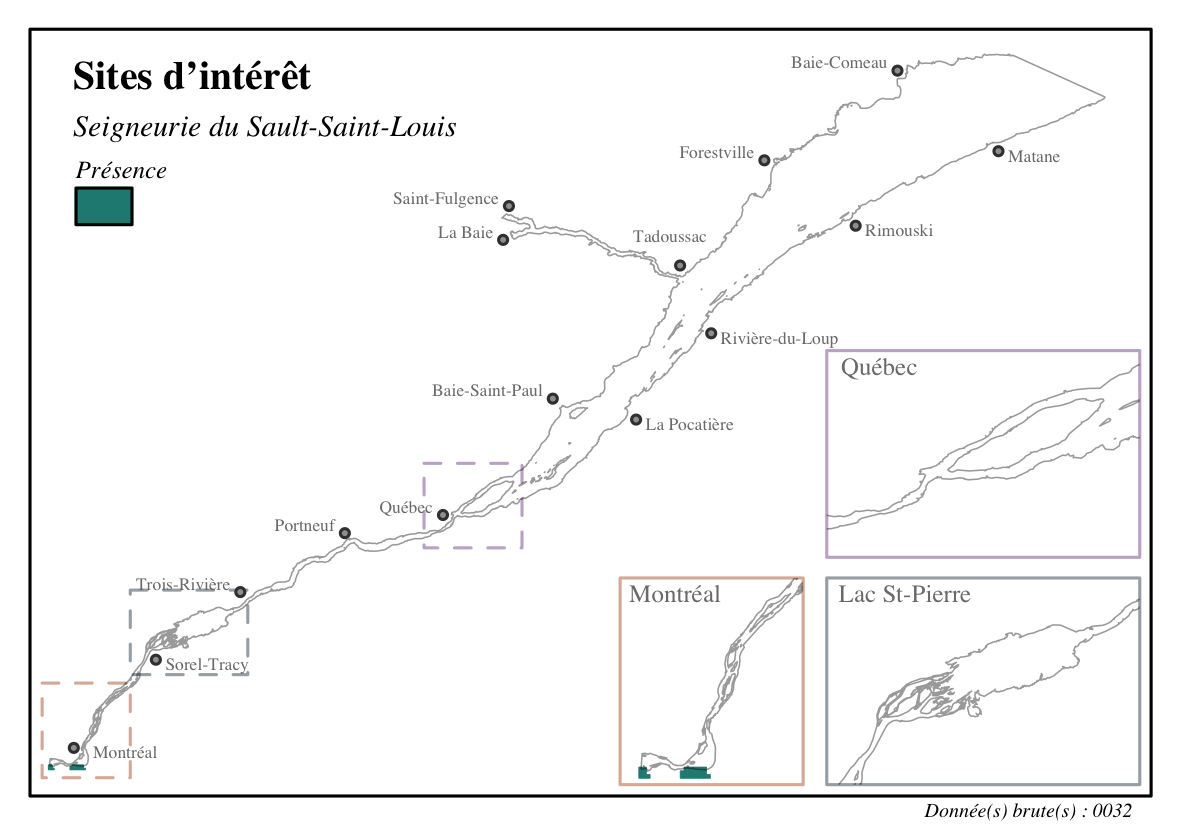 Sites d’intérêt
Seigneurie du Sault-Saint-Louis
Présence
Baie-Comeau
Forestville
Matane
Saint-Fulgence
La Baie
Tadoussac
Rimouski
Rivière-du-Loup
Baie-Saint-Paul
La Pocatière
Québec
Portneuf
Trois-Rivière
Sorel-Tracy
Montréal
Québec
Montréal
Lac St-Pierre
Donnée(s) brute(s) : 0032